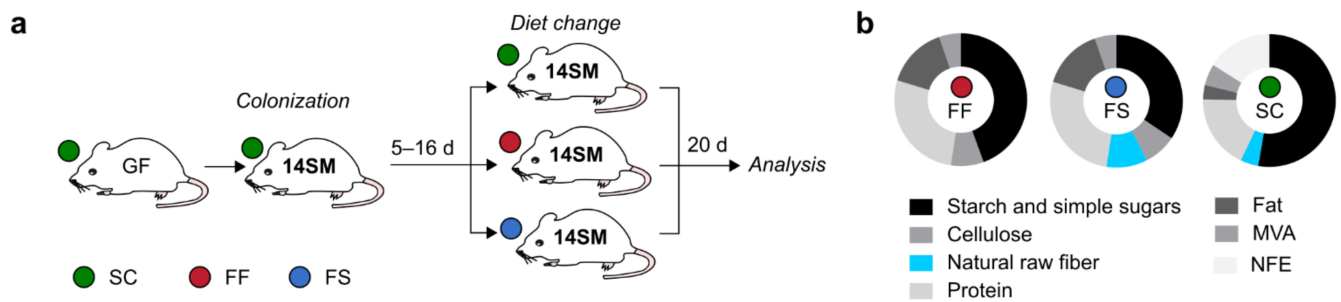 a
Diet change
14SM
Colonization
GF
14SM
5–16 d
14SM
20 d
Analysis
14SM
SC
FF
FS
b
FF
FS
SC
Starch and simple sugars
Cellulose
Natural raw fiber
Protein
Fat
MVA
NFE